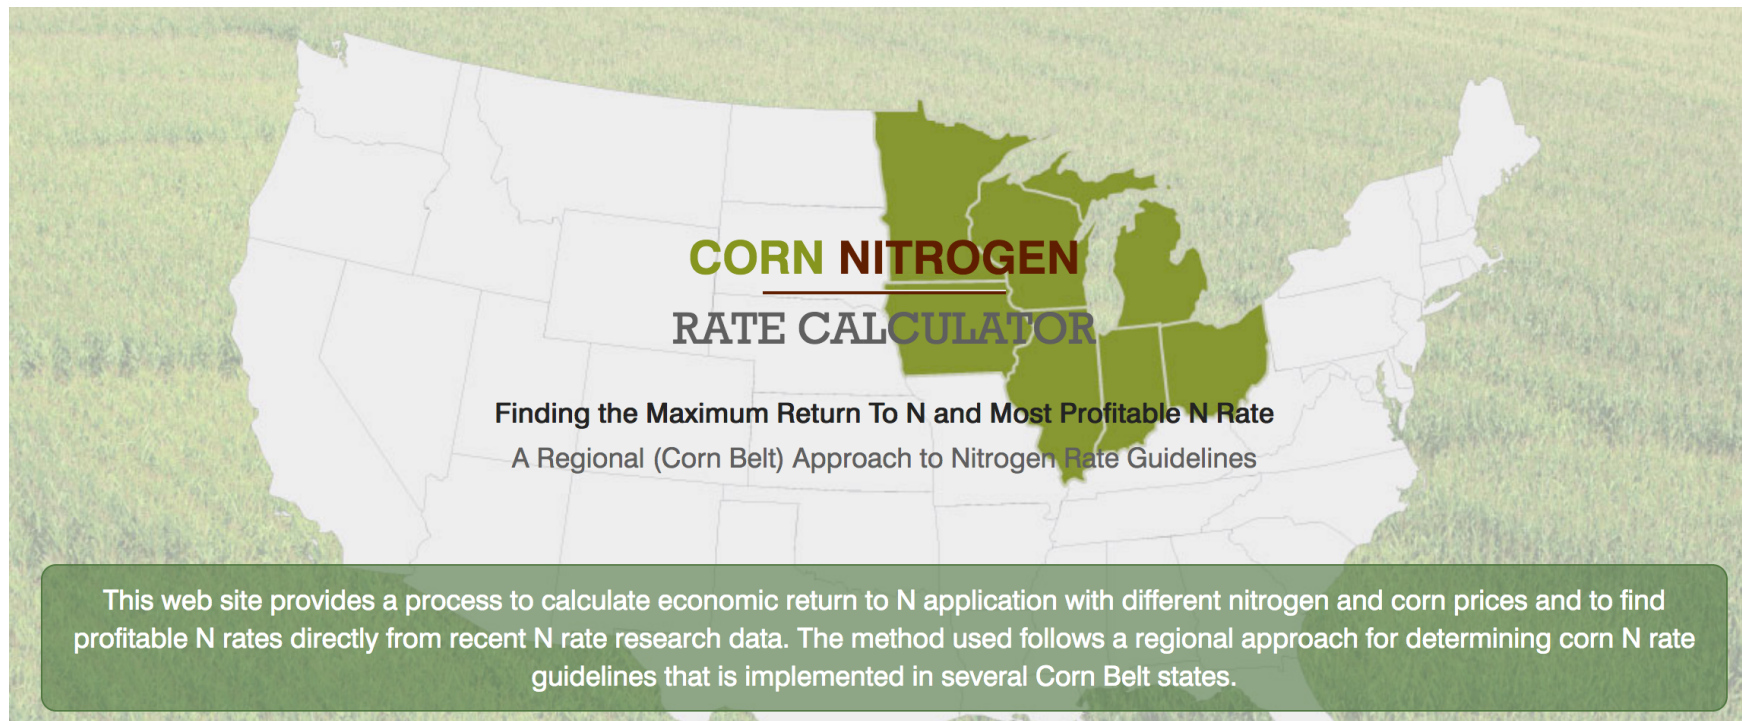 CORN NITROGEN
RATE CALCULATOR
Finding the Maximum Return To N and Most Profitable N Rate
A Regional (Corn Belt) Approach to Nitrogen Rate Guidelines
This web site provides a process to calculate economic return to N application with different nitrogen and corn prices and to find
profitable N rates directly from recent N rate research data. The method used follows a regional approach for determining corn N rate
guidelines that is implemented in several Corn Belt states.